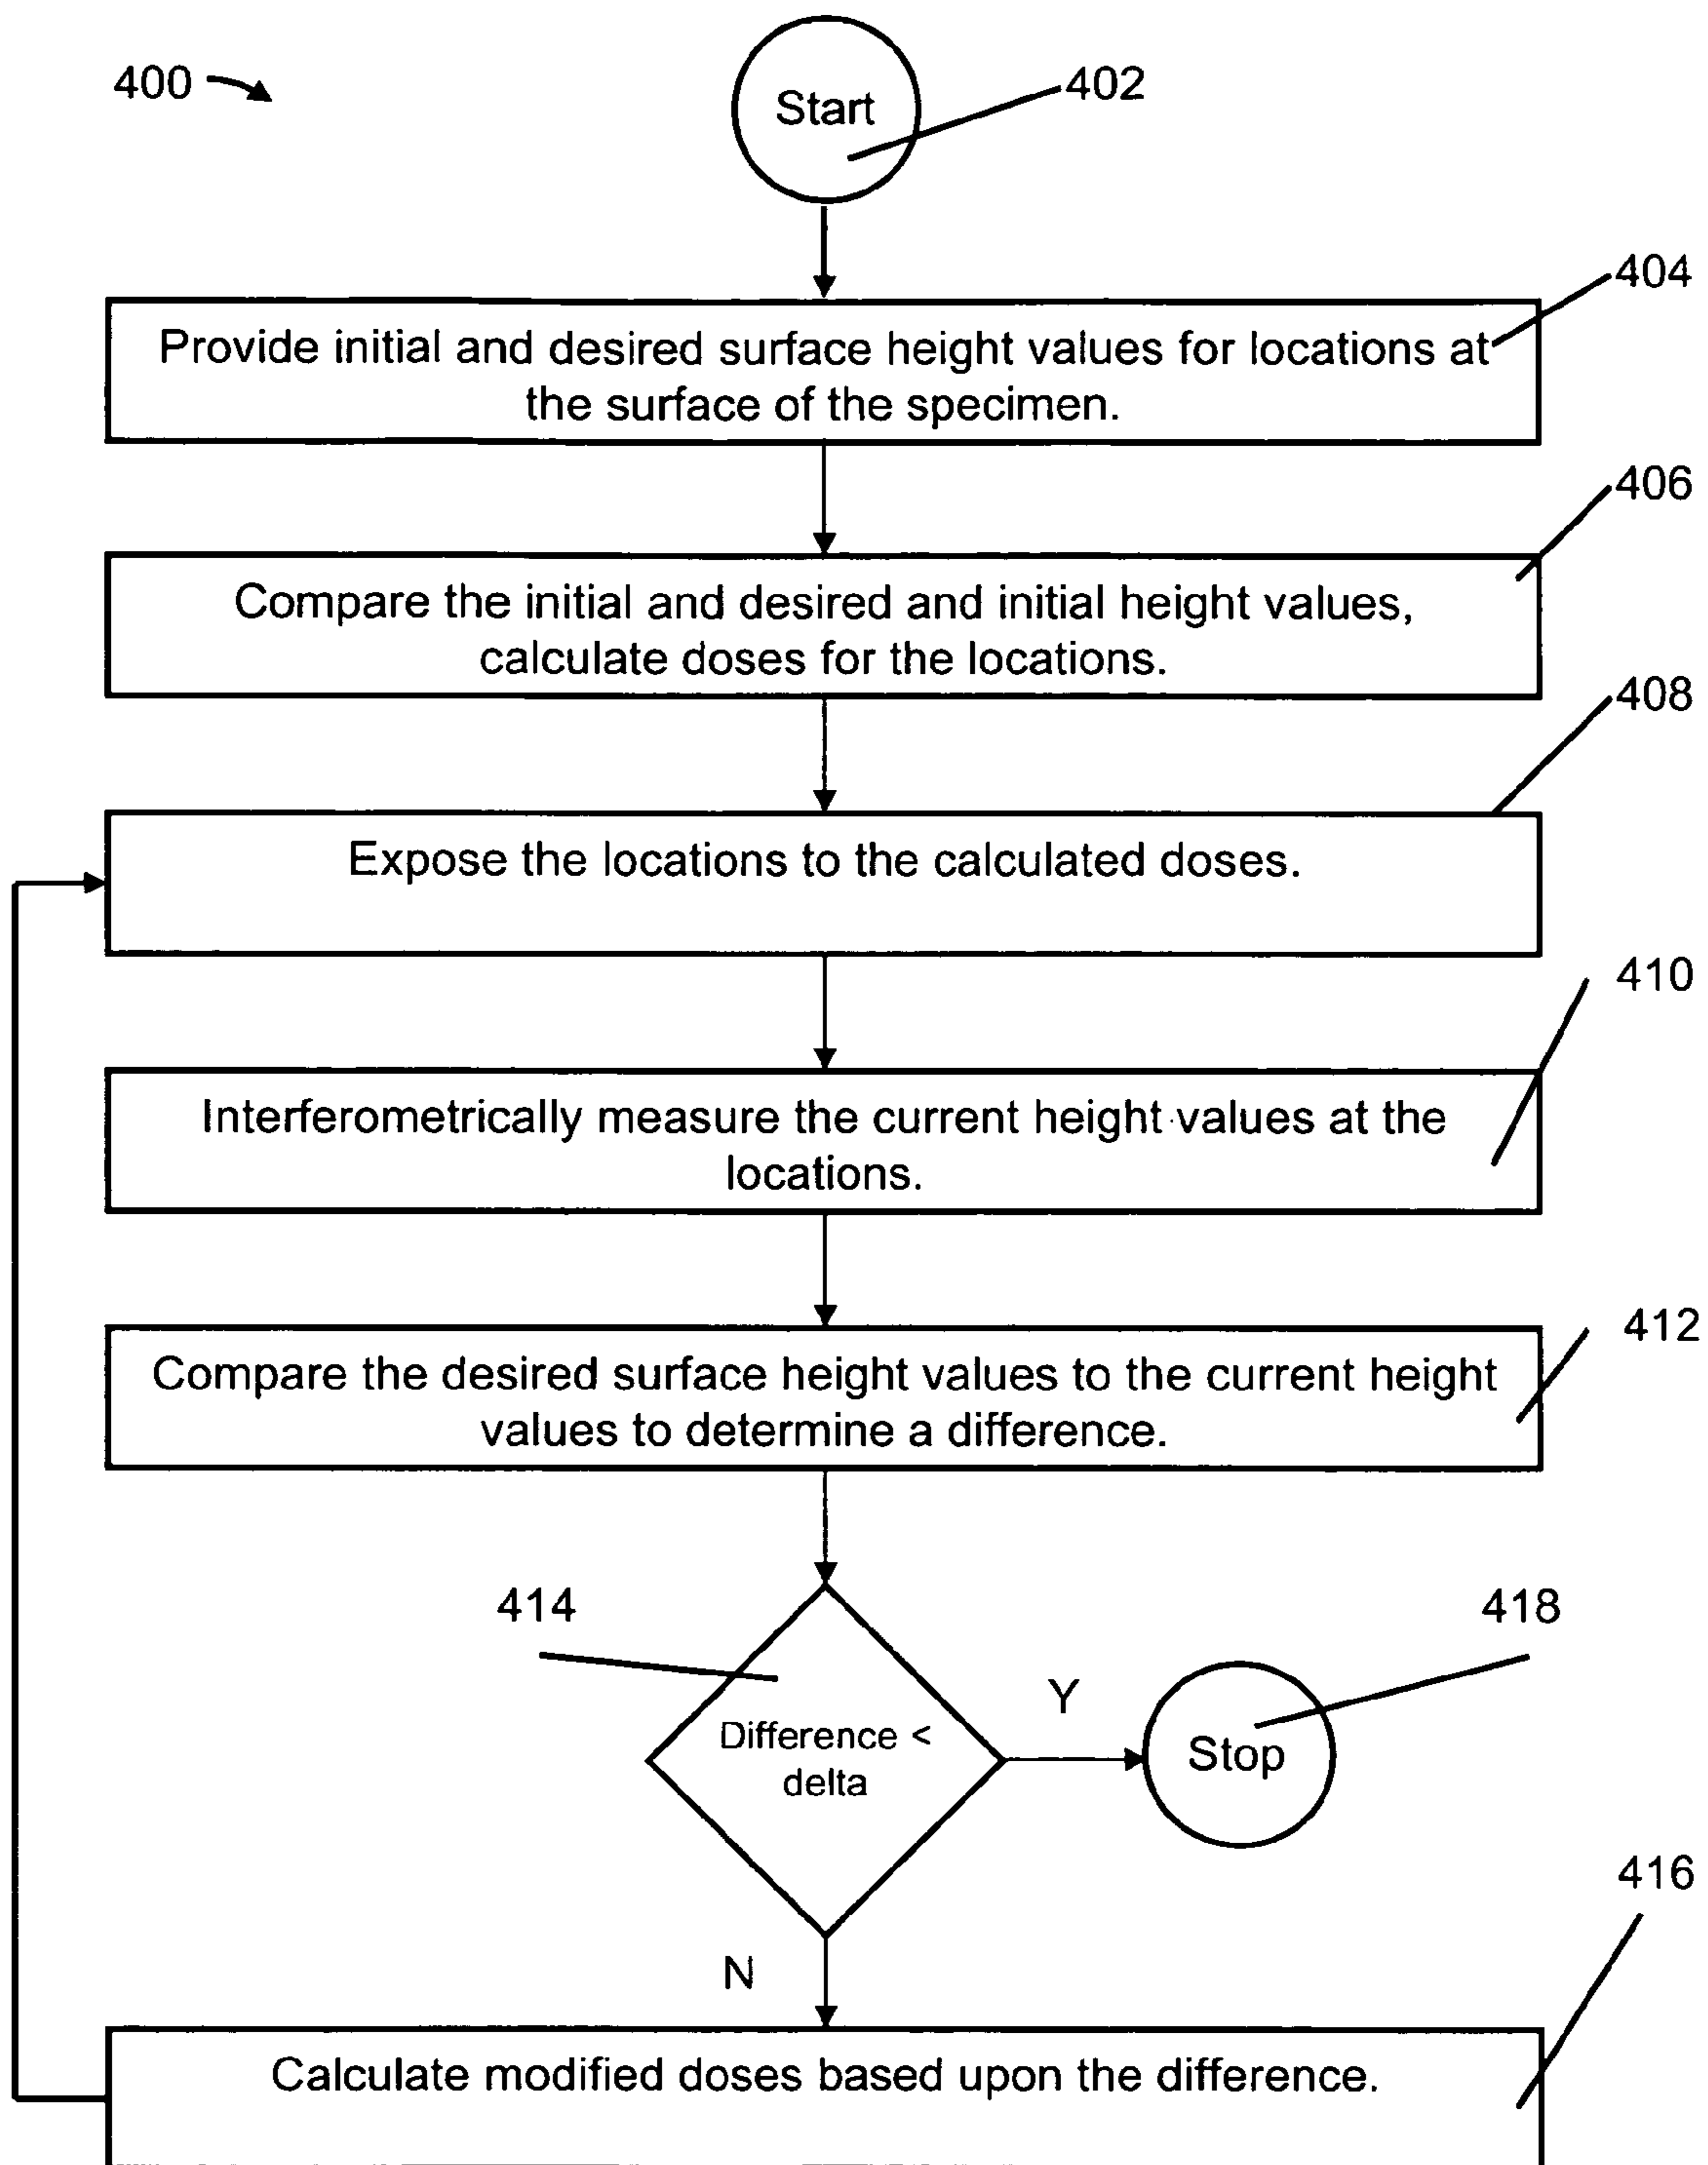 400
Start
402
404
Provide initial and desired surface height values for locations at
the surface of the specimen.
406
Compare the initial and desired and initial height values,
calculate doses for the locations.
408
Expose the locations to the calculated doses.
410
Interferometrically measure the current height values at the
locations.
412
Compare the desired surface height values to the current height
values to determine a difference.
414
418
Y
Difference <
delta
Stop
416
N
Calculate modified doses based upon the difference.